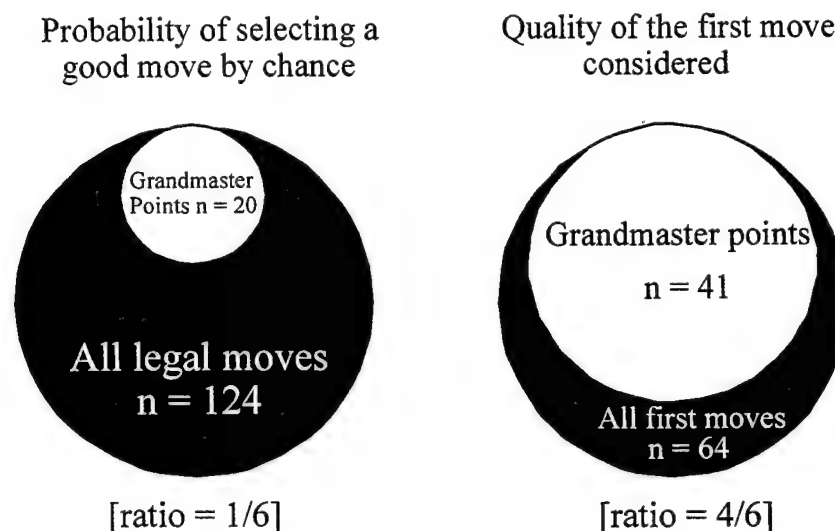 Probability of selecting a
good move by chance
Grandmaster
Points n = 20
All legal moves
n = 124
[ratio = 1/6]
Quality of the first move
considered
Grandmaster points
n = 41
All first moves
n = 64
[ratio = 4/6]